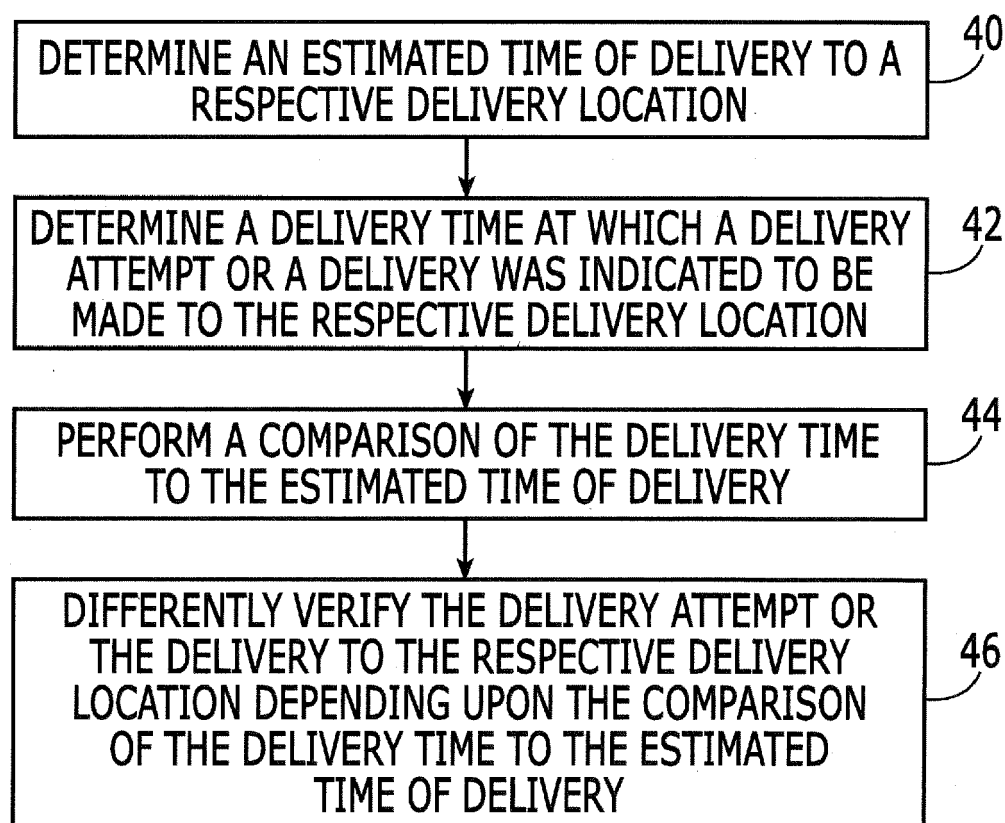 DETERMINE AN ESTIMATED TIME OF DELIVERY TO A
RESPECTIVE DELIVERY LOCATION
40
DETERMINE A DELIVERY TIME AT WHICH A DELIVERY
ATTEMPT OR A DELIVERY WAS INDICATED TO BE
MADE TO THE RESPECTIVE DELIVERY LOCATION
42
PERFORM A COMPARISON OF THE DELIVERY TIME
TO THE ESTIMATED TIME OF DELIVERY
44
DIFFERENTLY VERIFY THE DELIVERY ATTEMPT OR
THE DELIVERY TO THE RESPECTIVE DELIVERY
LOCATION DEPENDING UPON THE COMPARISON
OF THE DELIVERY TIME TO THE ESTIMATED
TIME OF DELIVERY
46